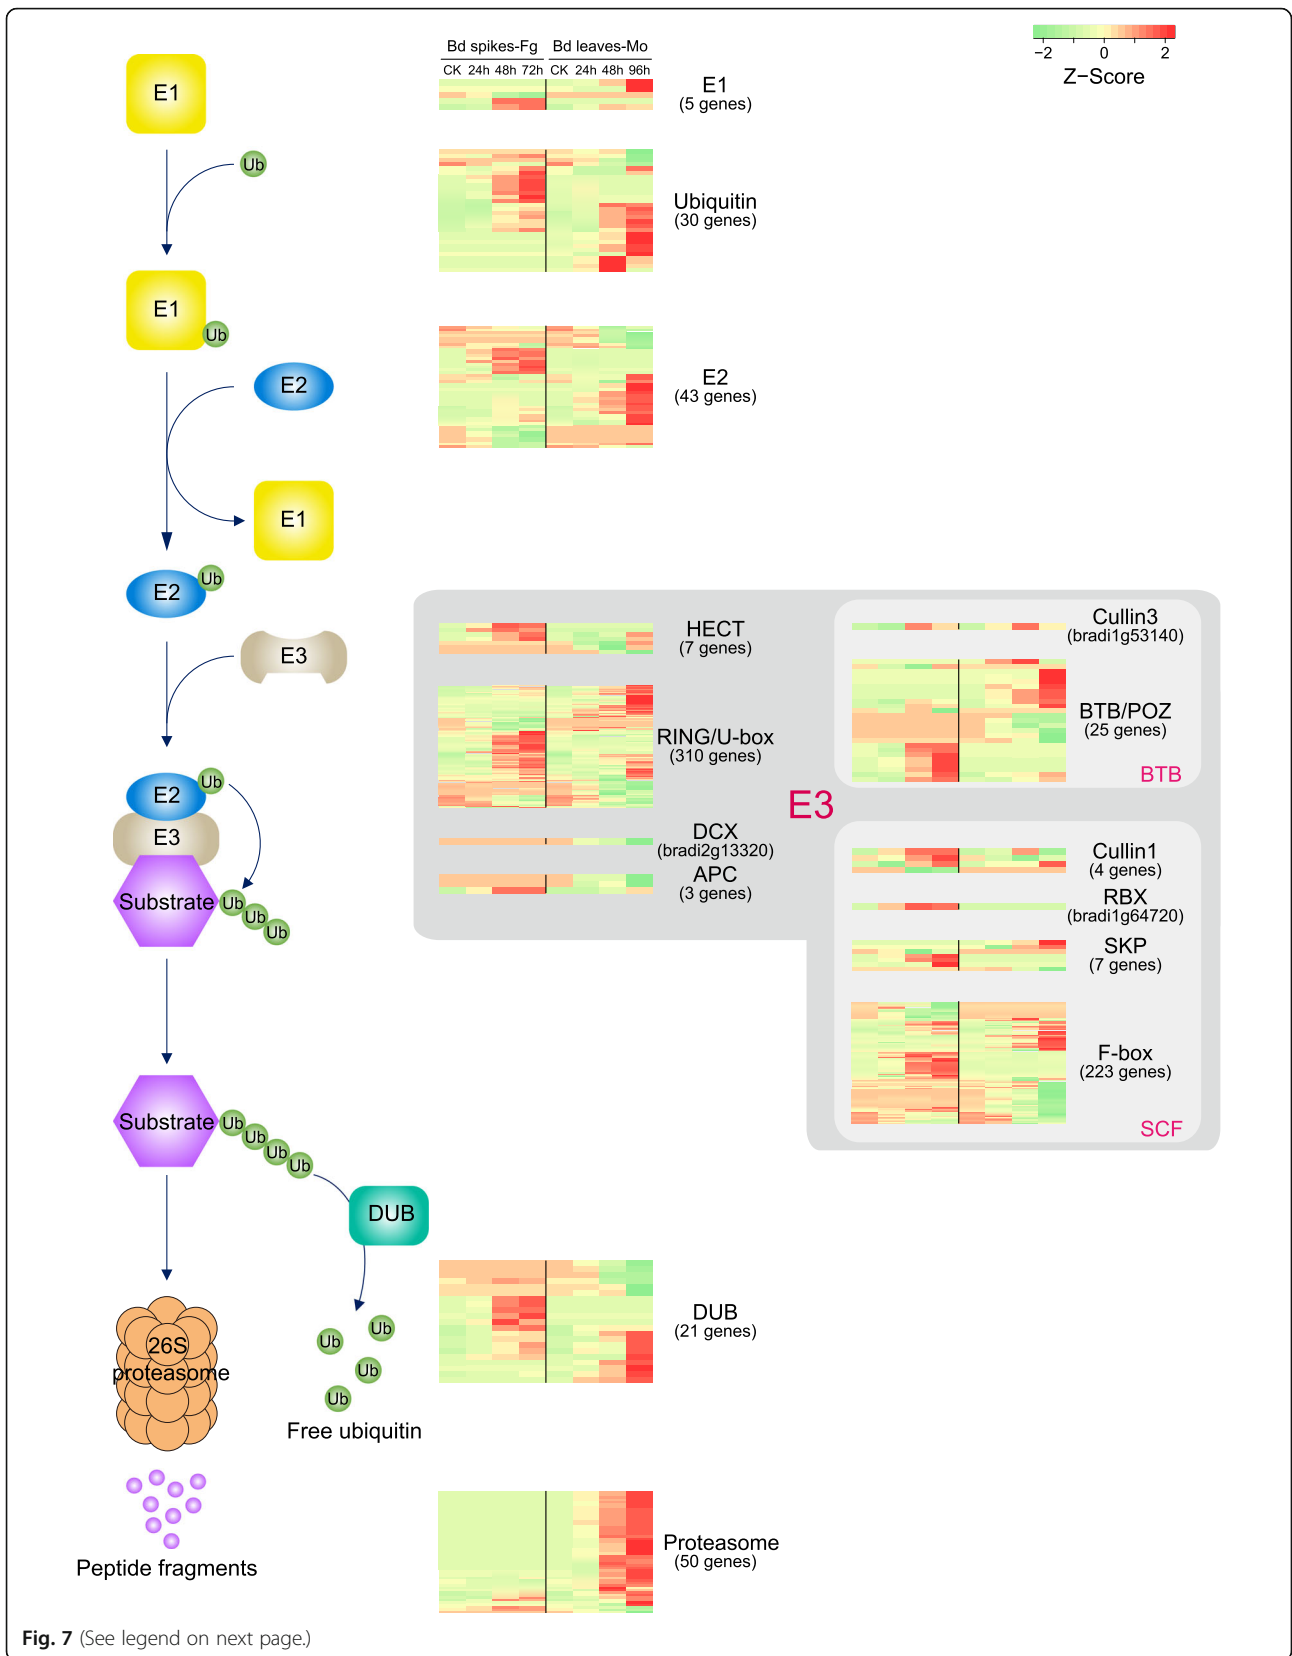 Bd spikes-Fg Bd leaves-Mo
CK 24h 48h 72h CK 24h 48h 96h
−2 0 2
Z−Score
E1
E1
(5 genes)
Ub
Ubiquitin
(30 genes)
E1
Ub
E2
E2
(43 genes)
E1
E2
Ub
E3
HECT
(7 genes)
RING/U-box
(310 genes)
DCX
(bradi2g13320)
APC
(3 genes)
E3
Cullin3
(bradi1g53140)
BTB/POZ
(25 genes)
BTB
Cullin1
(4 genes)
RBX
(bradi1g64720)
SKP
(7 genes)
F-box
(223 genes)
SCF
E2
Ub
E3
Substrate
Ub
Ub
Ub
Substrate
Ub
Ub
Ub
Ub
DUB
DUB
(21 genes)
26S
proteasome
Ub
Ub
Ub
Ub
Free ubiquitin
Peptide fragments
Proteasome
(50 genes)
Fig. 7 (See legend on next page.)